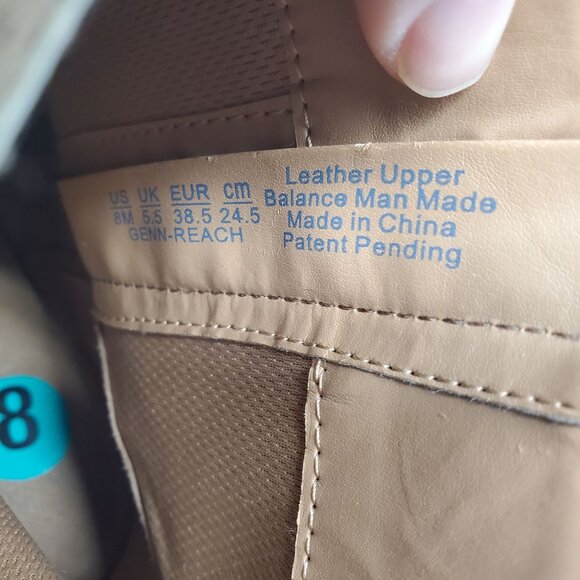 US UK EUR cm
8M 5.5 38.5 24.5
GENN-REACH
Leather Upper
Balance Man Made
Made in China
Patent Pending
8